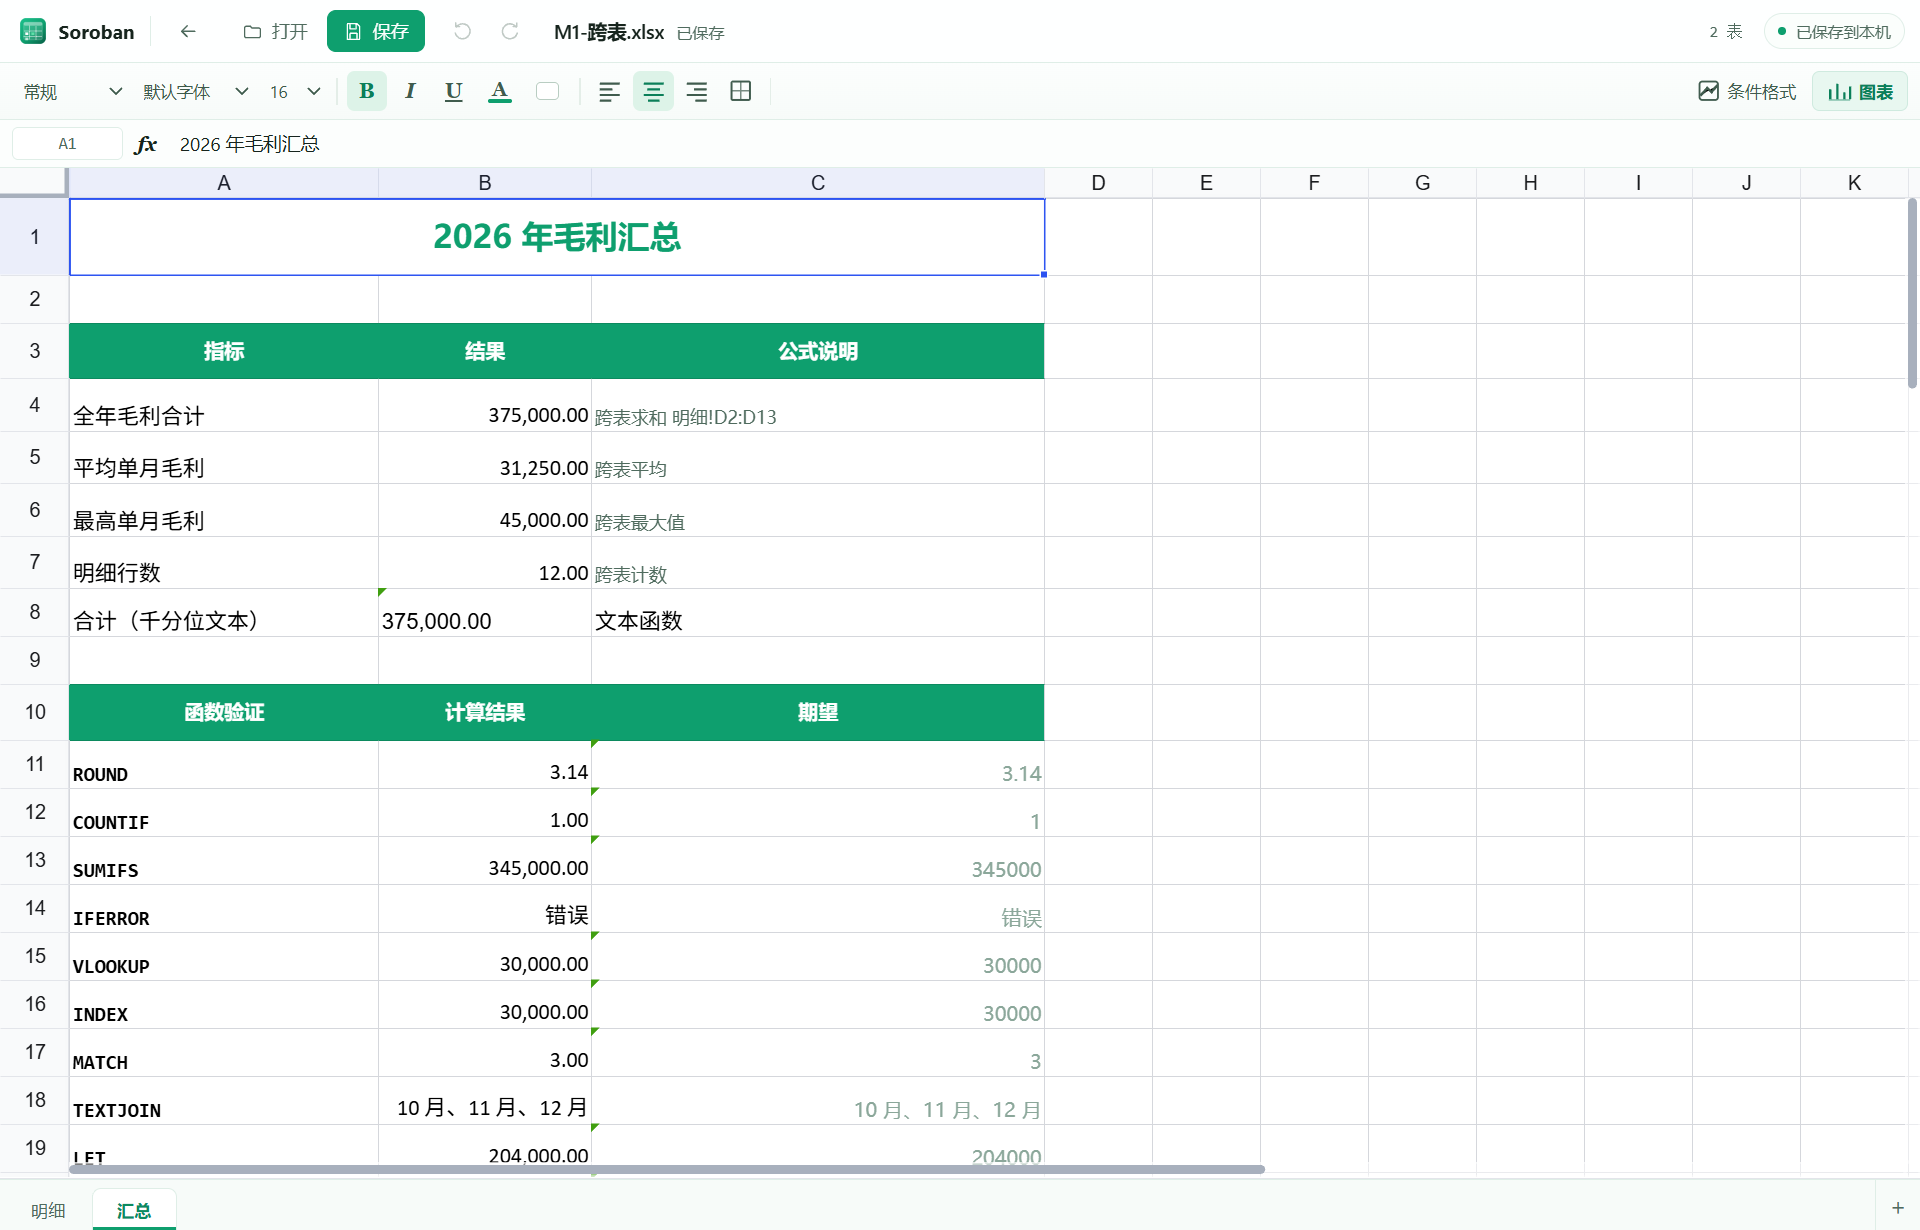 Soroban
打开
保存
M1-跨表.xlsx 已保存
2 表
已保存到本机
常规
默认字体
16
B I U A
条件格式
图表
A1
fx
2026 年毛利汇总
A B C D E F G H I J K
1 2026 年毛利汇总
2
3 指标 结果 公式说明
4 全年毛利合计 375,000.00 跨表求和 明细!D2:D13
5 平均单月毛利 31,250.00 跨表平均
6 最高单月毛利 45,000.00 跨表最大值
7 明细行数 12.00 跨表计数
8 合计（千分位文本） 375,000.00 文本函数
9
10 函数验证 计算结果 期望
11 ROUND 3.14 3.14
12 COUNTIF 1.00 1
13 SUMIFS 345,000.00 345000
14 IFERROR 错误 错误
15 VLOOKUP 30,000.00 30000
16 INDEX 30,000.00 30000
17 MATCH 3.00 3
18 TEXTJOIN 10 月、11 月、12 月 10 月、11 月、12 月
19 LET 204,000.00 204000
明细 汇总 +